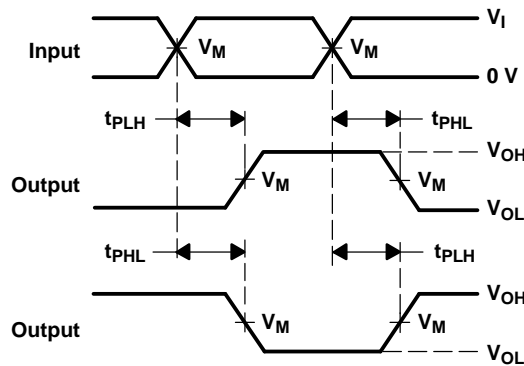 V_I
Input V_M V_M
0 V
t_PLH t_PHL
V_OH
Output V_M V_M
V_OL
t_PHL t_PLH
V_OH
Output V_M V_M
V_OL